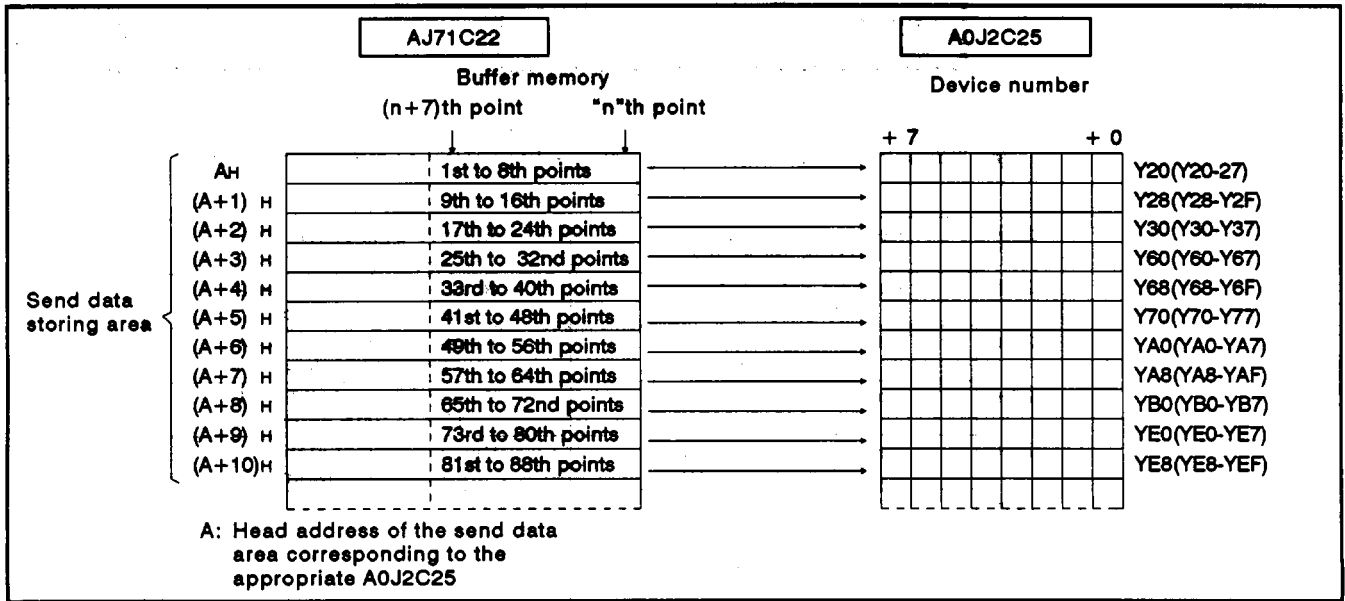 AJ71C22 A0J2C25
Buffer memory Device number
(n+7)th point "n"th point
+ 7 + 0
AH 1st to 8th points Y20(Y20-27)
(A+1) H 9th to 16th points Y28(Y28-Y2F)
(A+2) H 17th to 24th points Y30(Y30-Y37)
(A+3) H 25th to 32nd points Y60(Y60-Y67)
(A+4) H 33rd to 40th points Y68(Y68-Y6F)
Send data
storing area
(A+5) H 41st to 48th points Y70(Y70-Y77)
(A+6) H 49th to 56th points YA0(YA0-YA7)
(A+7) H 57th to 64th points YA8(YA8-YAF)
(A+8) H 65th to 72nd points YB0(YB0-YB7)
(A+9) H 73rd to 80th points YE0(YE0-YE7)
(A+10)H 81st to 88th points YE8(YE8-YEF)
A: Head address of the send data
area corresponding to the
appropriate A0J2C25